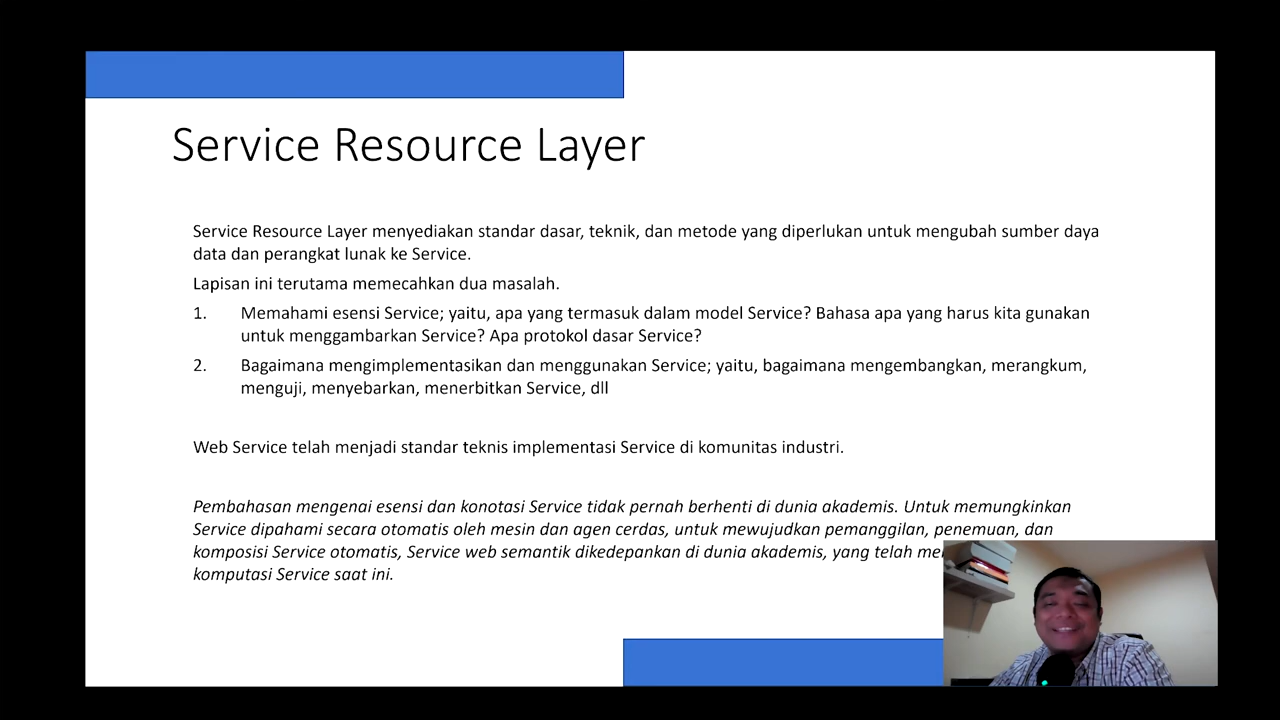 Service Resource Layer
Service Resource Layer menyediakan standar dasar, teknik, dan metode yang diperlukan untuk mengubah sumber daya
data dan perangkat lunak ke Service.
Lapisan ini terutama memecahkan dua masalah.
1. Memahami esensi Service; yaitu, apa yang termasuk dalam model Service? Bahasa apa yang harus kita gunakan
untuk menggambarkan Service? Apa protokol dasar Service?
2. Bagaimana mengimplementasikan dan menggunakan Service; yaitu, bagaimana mengembangkan, merangkum,
menguji, menyebarkan, menerbitkan Service, dll
Web Service telah menjadi standar teknis implementasi Service di komunitas industri.
Pembahasan mengenai esensi dan konotasi Service tidak pernah berhenti di dunia akademis. Untuk memungkinkan
Service dipahami secara otomatis oleh mesin dan agen cerdas, untuk mewujudkan pemanggilan, penemuan, dan
komposisi Service otomatis, Service web semantik dikedepankan di dunia akademis, yang telah
komputasi Service saat ini.